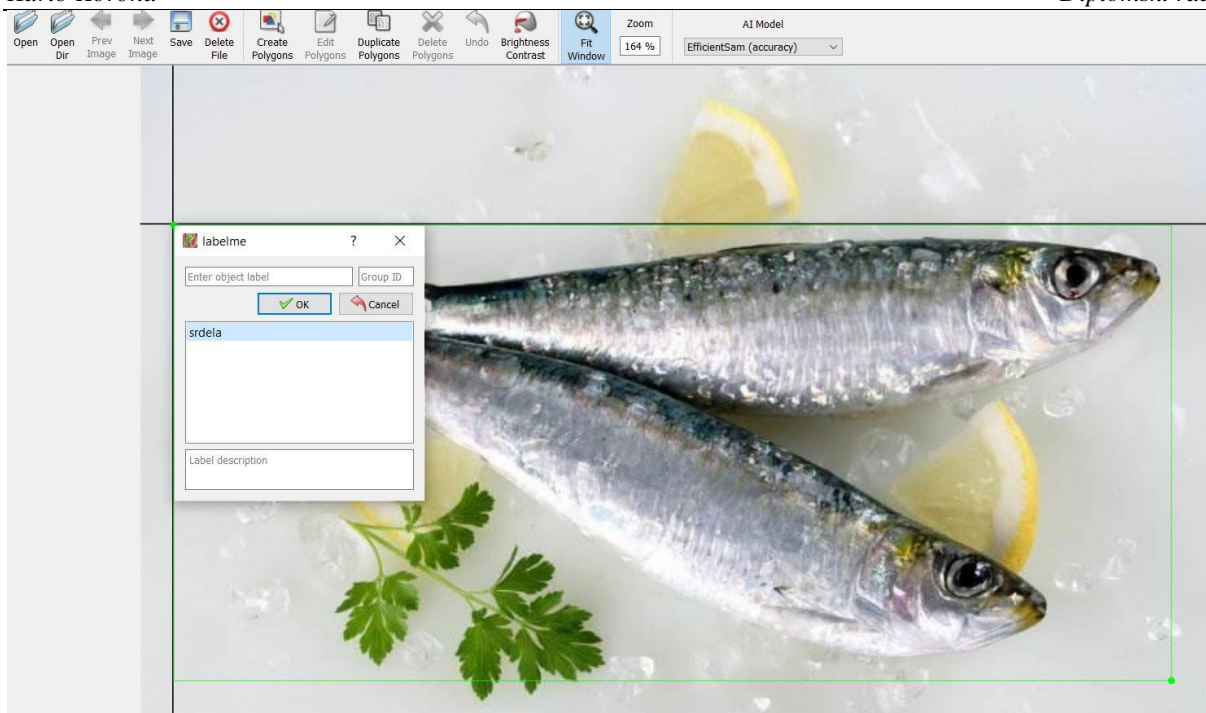 Open
Open Dir
Prev Image
Next Image
Save
Delete File
Create Polygons
Edit Polygons
Duplicate Polygons
Delete Polygons
Undo
Brightness Contrast
Fit Window
Zoom
164 %
AI Model
EfficientSam (accuracy)
labelme
?
Enter object label
Group ID
OK
Cancel
srdela
Label description